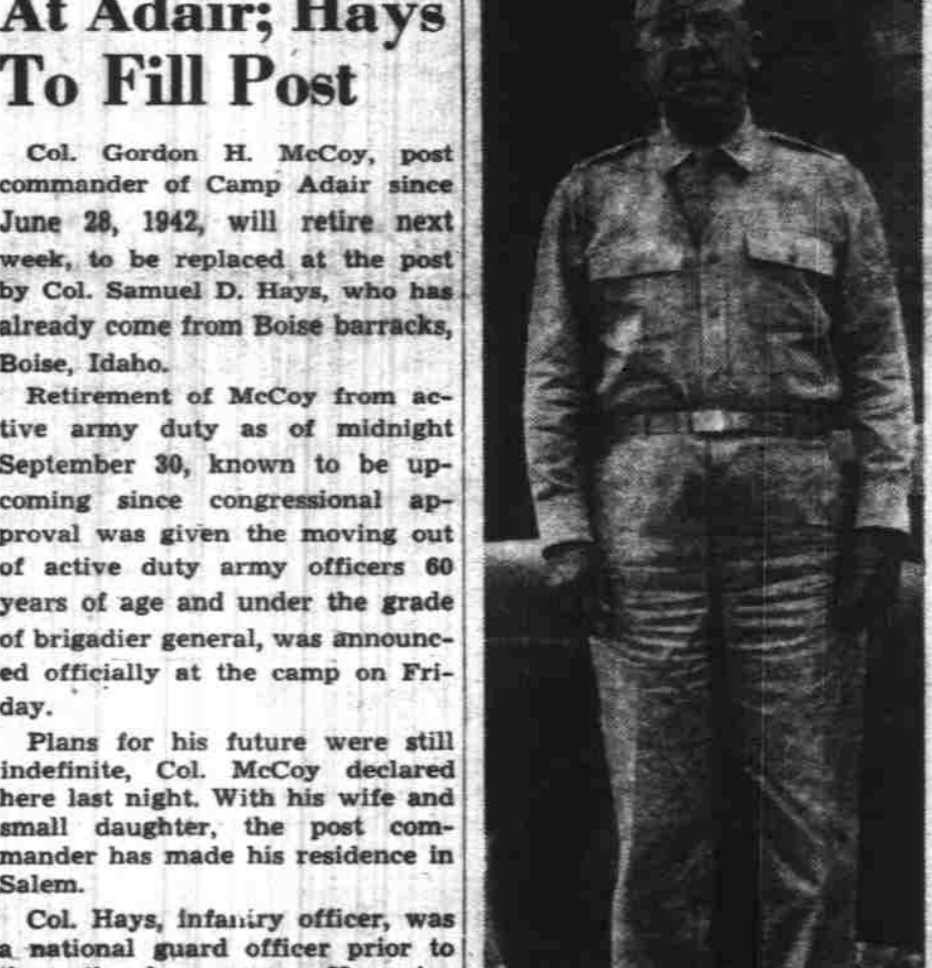 At Adair; Hays
To Fill Post
Col. Gordon H. McCoy, post
commander of Camp Adair since
June 28, 1942, will retire next
week, to be replaced at the post
by Col. Samuel D. Hays, who has
already come from Boise barracks,
Boise, Idaho.
Retirement of McCoy from ac-
tive army duty as of midnight
September 30, known to be up-
coming since congressional ap-
proval was given the moving out
of active duty army officers 60
years of age and under the grade
of brigadier general, was announc-
ed officially at the camp on Fri-
day.
Plans for his future were still
indefinite, Col. McCoy declared
here last night. With his wife and
small daughter, the post com-
mander has made his residence in
Salem.
Col. Hays, infantry officer, was
a national guard officer prior to